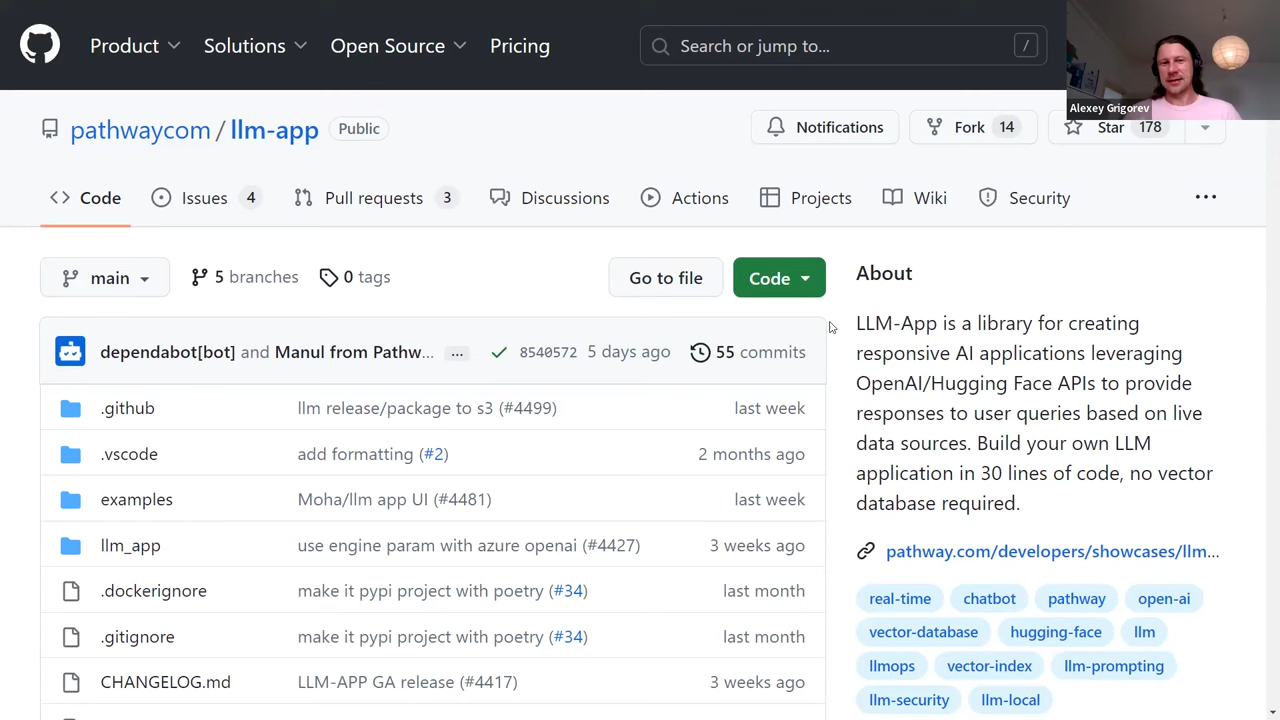 Product Solutions Open Source Pricing Search or jump to... /
Alexey Grigorev
pathwaycom / llm-app Public Notifications Fork 14 Star 178
Code Issues 4 Pull requests 3 Discussions Actions Projects Wiki Security
main 5 branches 0 tags Go to file Code
dependabot[bot] and Manul from Pathw... ... 8540572 5 days ago 55 commits
.github llm release/package to s3 (#4499) last week
.vscode add formatting (#2) 2 months ago
examples Moha/llm app UI (#4481) last week
llm_app use engine param with azure openai (#4427) 3 weeks ago
.dockerignore make it pypi project with poetry (#34) last month
.gitignore make it pypi project with poetry (#34) last month
CHANGELOG.md LLM-APP GA release (#4417) 3 weeks ago
About
LLM-App is a library for creating
responsive AI applications leveraging
OpenAI/Hugging Face APIs to provide
responses to user queries based on live
data sources. Build your own LLM
application in 30 lines of code, no vector
database required.
pathway.com/developers/showcases/llm...
real-time chatbot pathway open-ai
vector-database hugging-face llm
llmops vector-index llm-prompting
llm-security llm-local